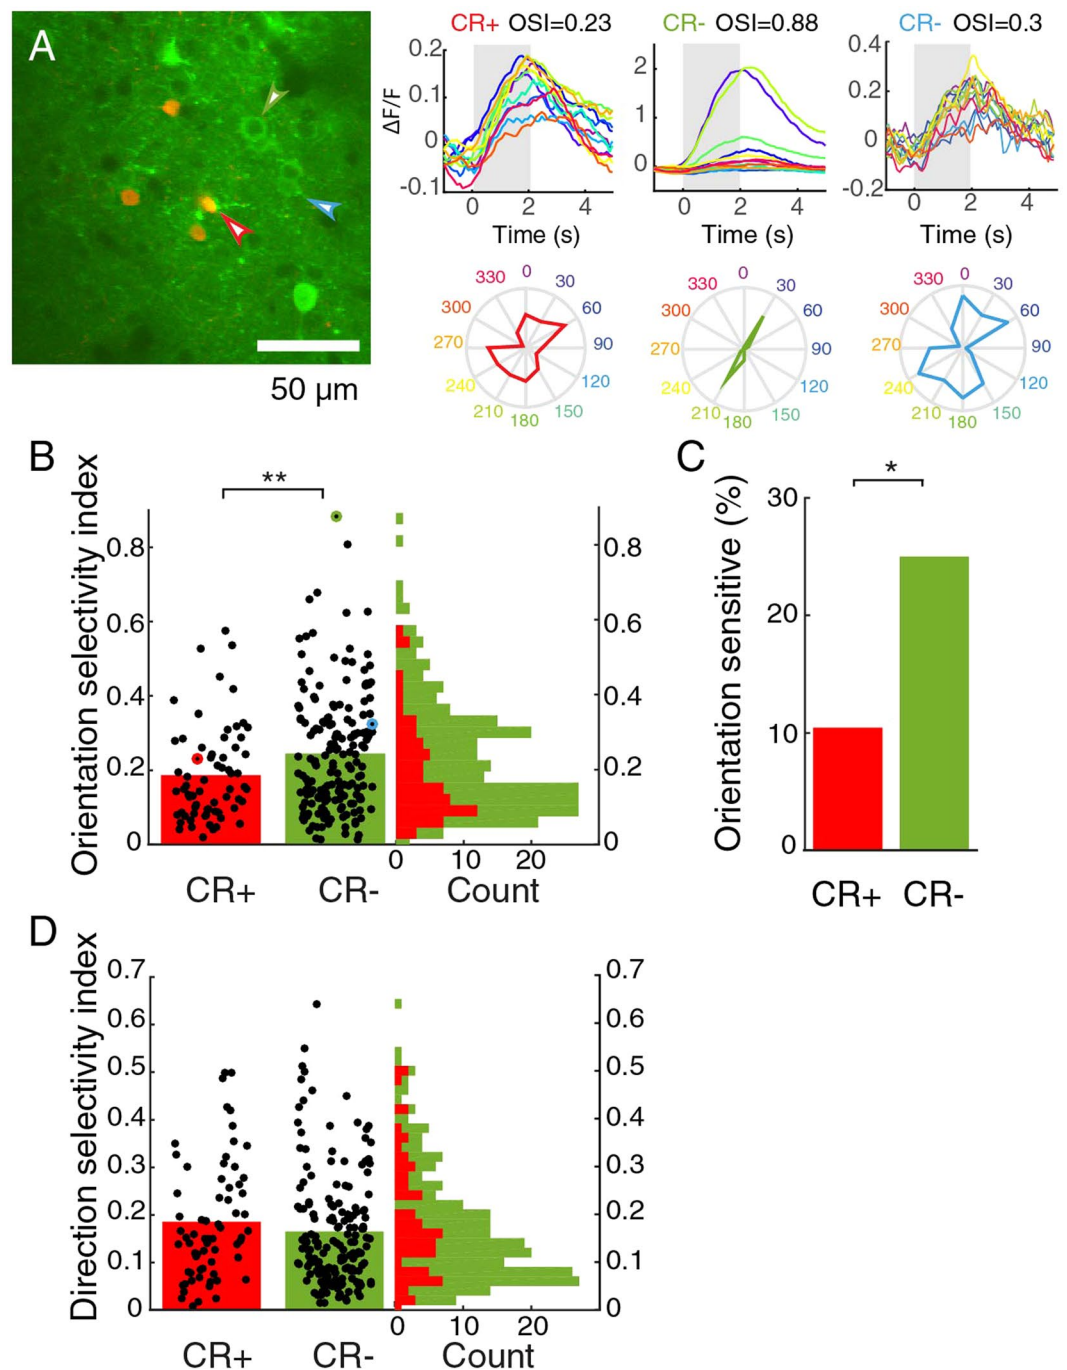 A
50 µm
CR+ OSI=0.23
CR- OSI=0.88
CR- OSI=0.3
ΔF/F
0.2
0.1
0
-0.1
0 2 4
Time (s)
2
1
0
0 2 4
Time (s)
0.4
0.2
0
-0.2
0 2 4
Time (s)
0 30 60 90 120 150 180 210 240 270 300 330
0 30 60 90 120 150 180 210 240 270 300 330
0 30 60 90 120 150 180 210 240 270 300 330
B
Orientation selectivity index
**
0.8
0.6
0.4
0.2
0
CR+ CR-
0.8
0.6
0.4
0.2
0
0 10 20
Count
C
Orientation sensitive (%)
*
30
20
10
0
CR+ CR-
D
Direction selectivity index
0.7
0.6
0.5
0.4
0.3
0.2
0.1
0
CR+ CR-
0.7
0.6
0.5
0.4
0.3
0.2
0.1
0
0 10 20
Count